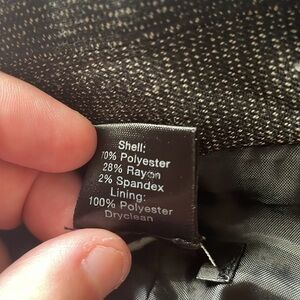 Shell:
70% Polyester
28% Rayon
2% Spandex
Lining:
100% Polyester
Dryclean